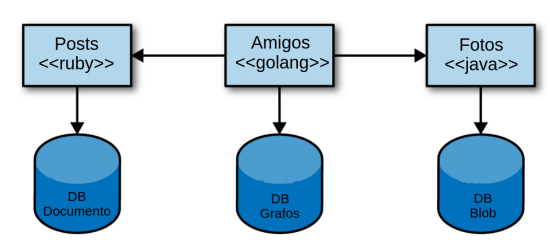 Posts
<<ruby>>
Amigos
<<golang>>
Fotos
<<java>>
DB
Documento
DB
Grafos
DB
Blob